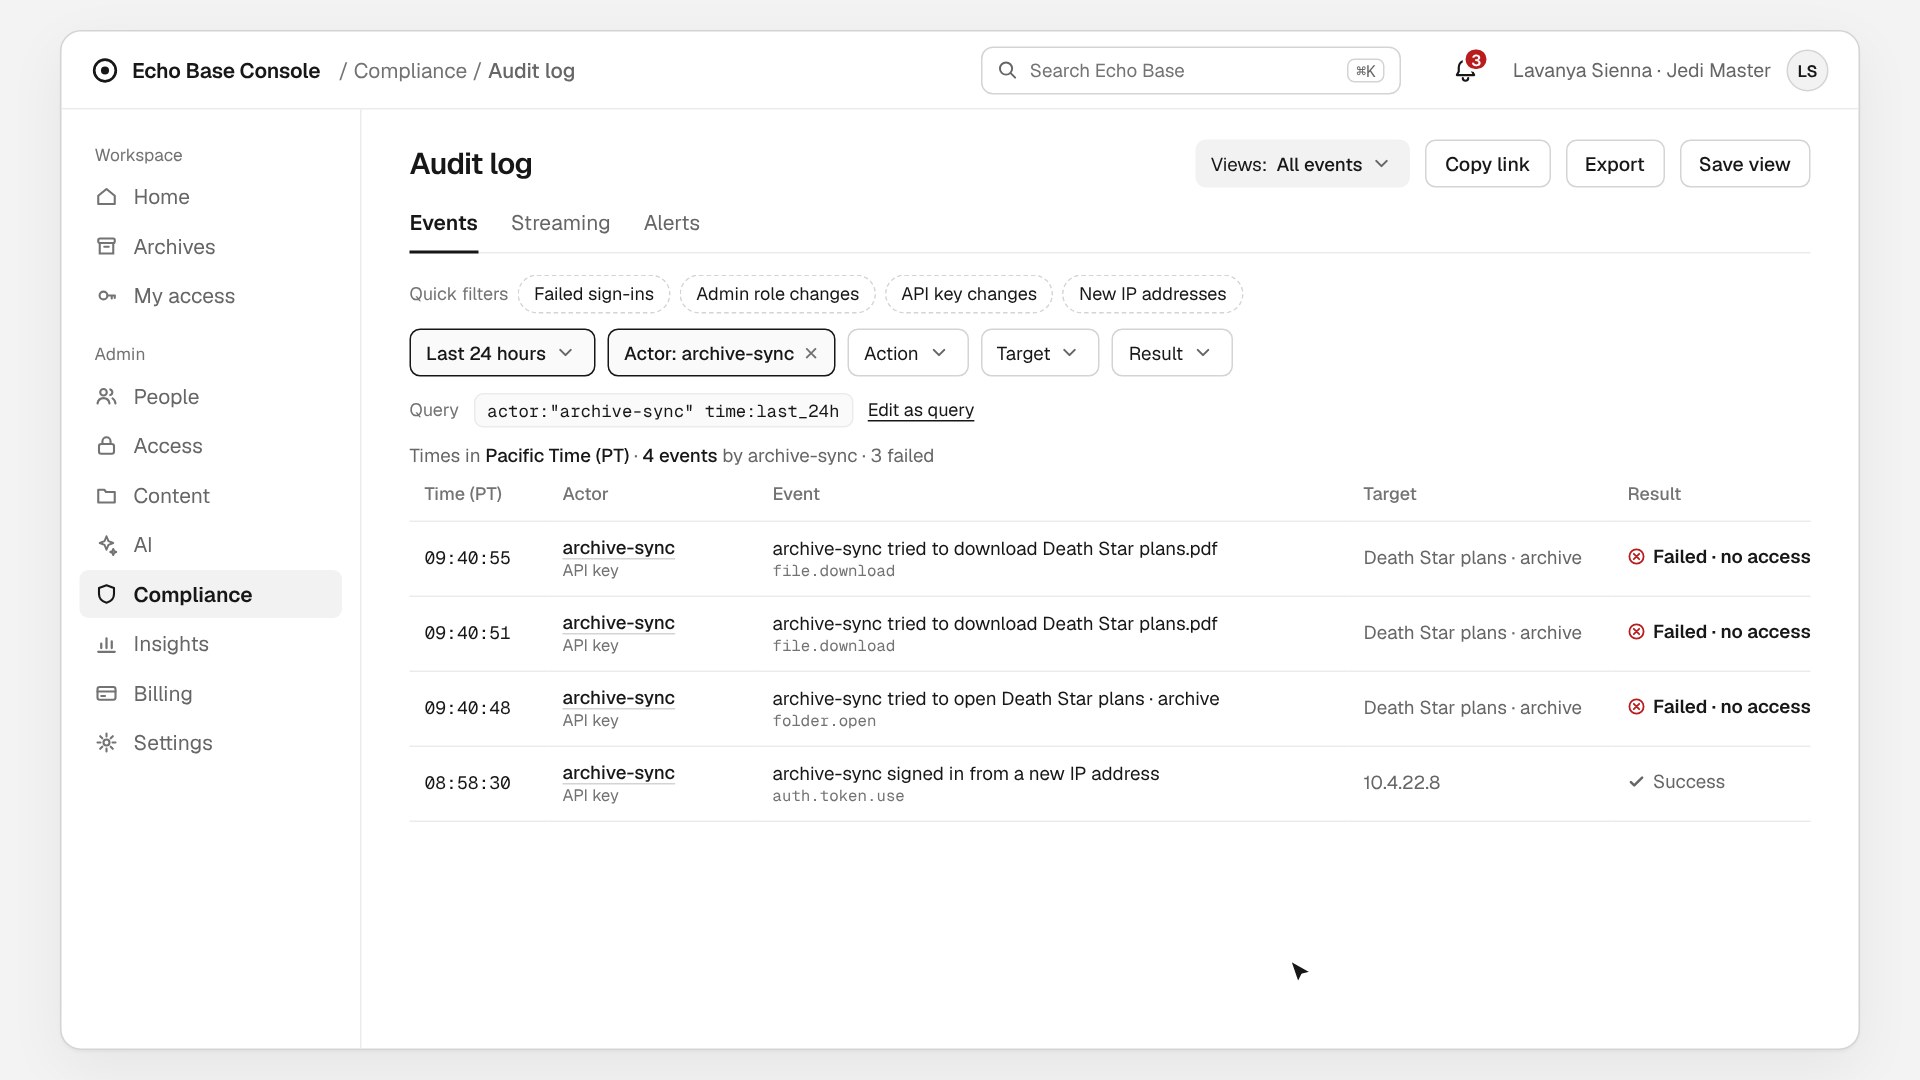 Echo Base Console / Compliance / Audit log
Search Echo Base ⌘K
3
Lavanya Sienna · Jedi Master LS
Workspace
Home
Archives
My access
Admin
People
Access
Content
AI
Compliance
Insights
Billing
Settings
Audit log
Views: All events Copy link Export Save view
Events Streaming Alerts
Quick filters Failed sign-ins Admin role changes API key changes New IP addresses
Last 24 hours Actor: archive-sync × Action Target Result
Query actor:"archive-sync" time:last_24h Edit as query
Times in Pacific Time (PT) · 4 events by archive-sync · 3 failed
Time (PT) Actor Event Target Result
09:40:55 archive-sync archive-sync tried to download Death Star plans.pdf Death Star plans · archive Failed · no access
API key file.download
09:40:51 archive-sync archive-sync tried to download Death Star plans.pdf Death Star plans · archive Failed · no access
API key file.download
09:40:48 archive-sync archive-sync tried to open Death Star plans · archive Death Star plans · archive Failed · no access
API key folder.open
08:58:30 archive-sync archive-sync signed in from a new IP address 10.4.22.8 Success
API key auth.token.use